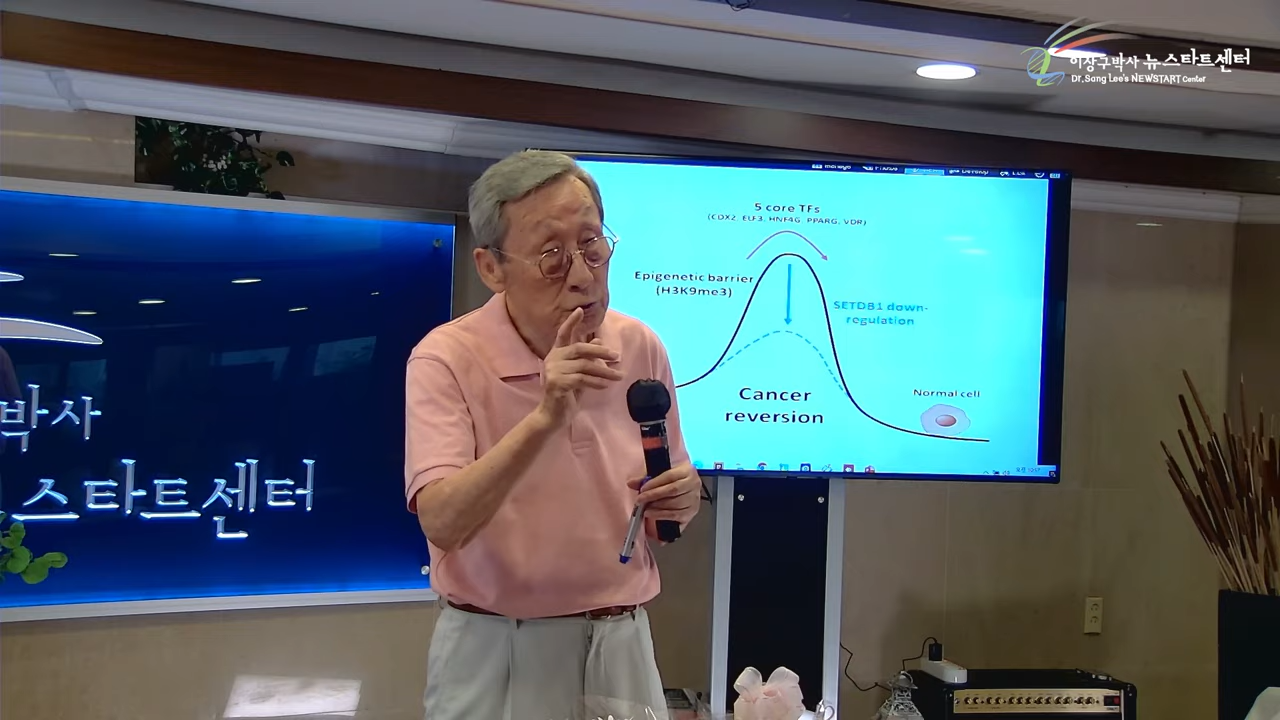 이상구박사 뉴스타트센터
Dr. Sang Lee's NEWSTART Center
5 core TFs
(CDX2, ELF3, HNF4G, PPARG, VDR)
Epigenetic barrier
(H3K9me3)
SETDB1 down-
regulation
Cancer
reversion
Normal cell
박사
스타트센터